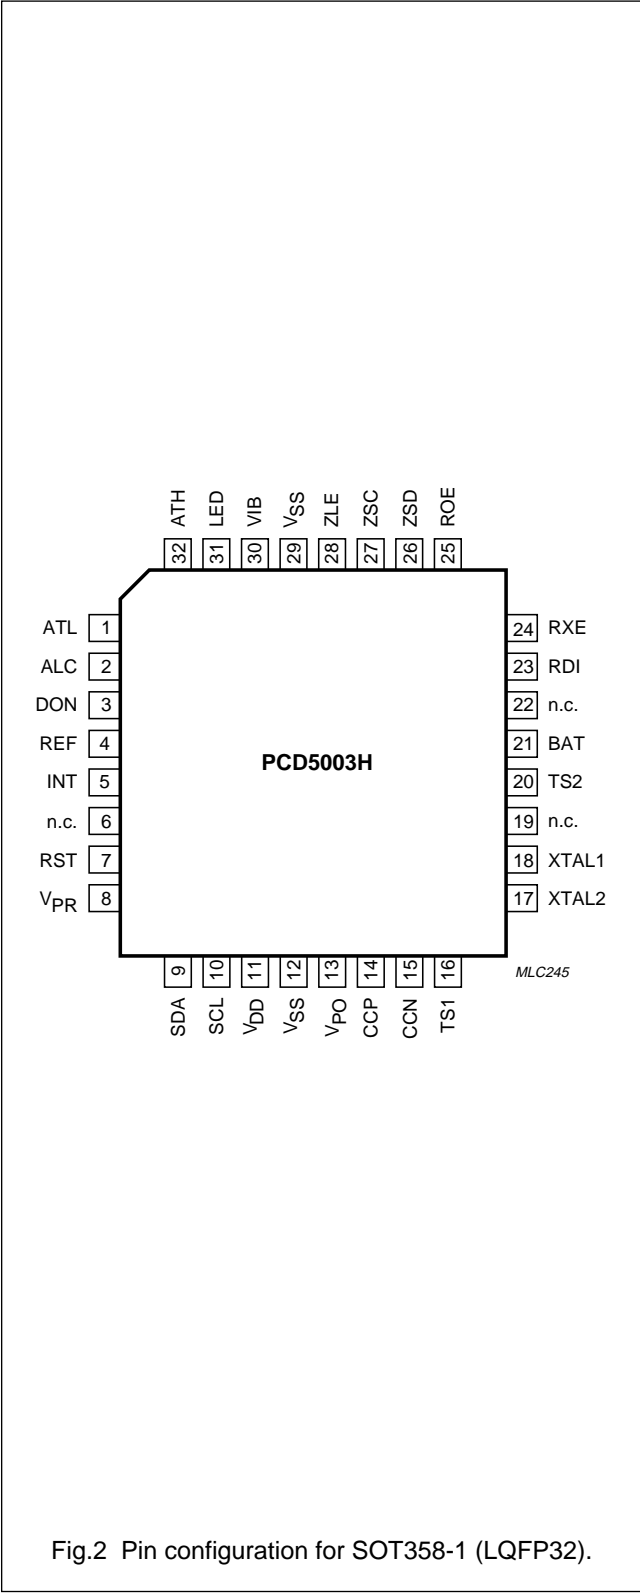 ATH LED VIB VSS ZLE ZSC ZSD ROE
32 31 30 29 28 27 26 25
ATL 1
ALC 2
DON 3
REF 4
INT 5
n.c. 6
RST 7
VPR 8
PCD5003H
24 RXE
23 RDI
22 n.c.
21 BAT
20 TS2
19 n.c.
18 XTAL1
17 XTAL2
9 10 11 12 13 14 15 16
SDA SCL VDD VSS VPO CCP CCN TS1
MLC245
Fig.2 Pin configuration for SOT358-1 (LQFP32).